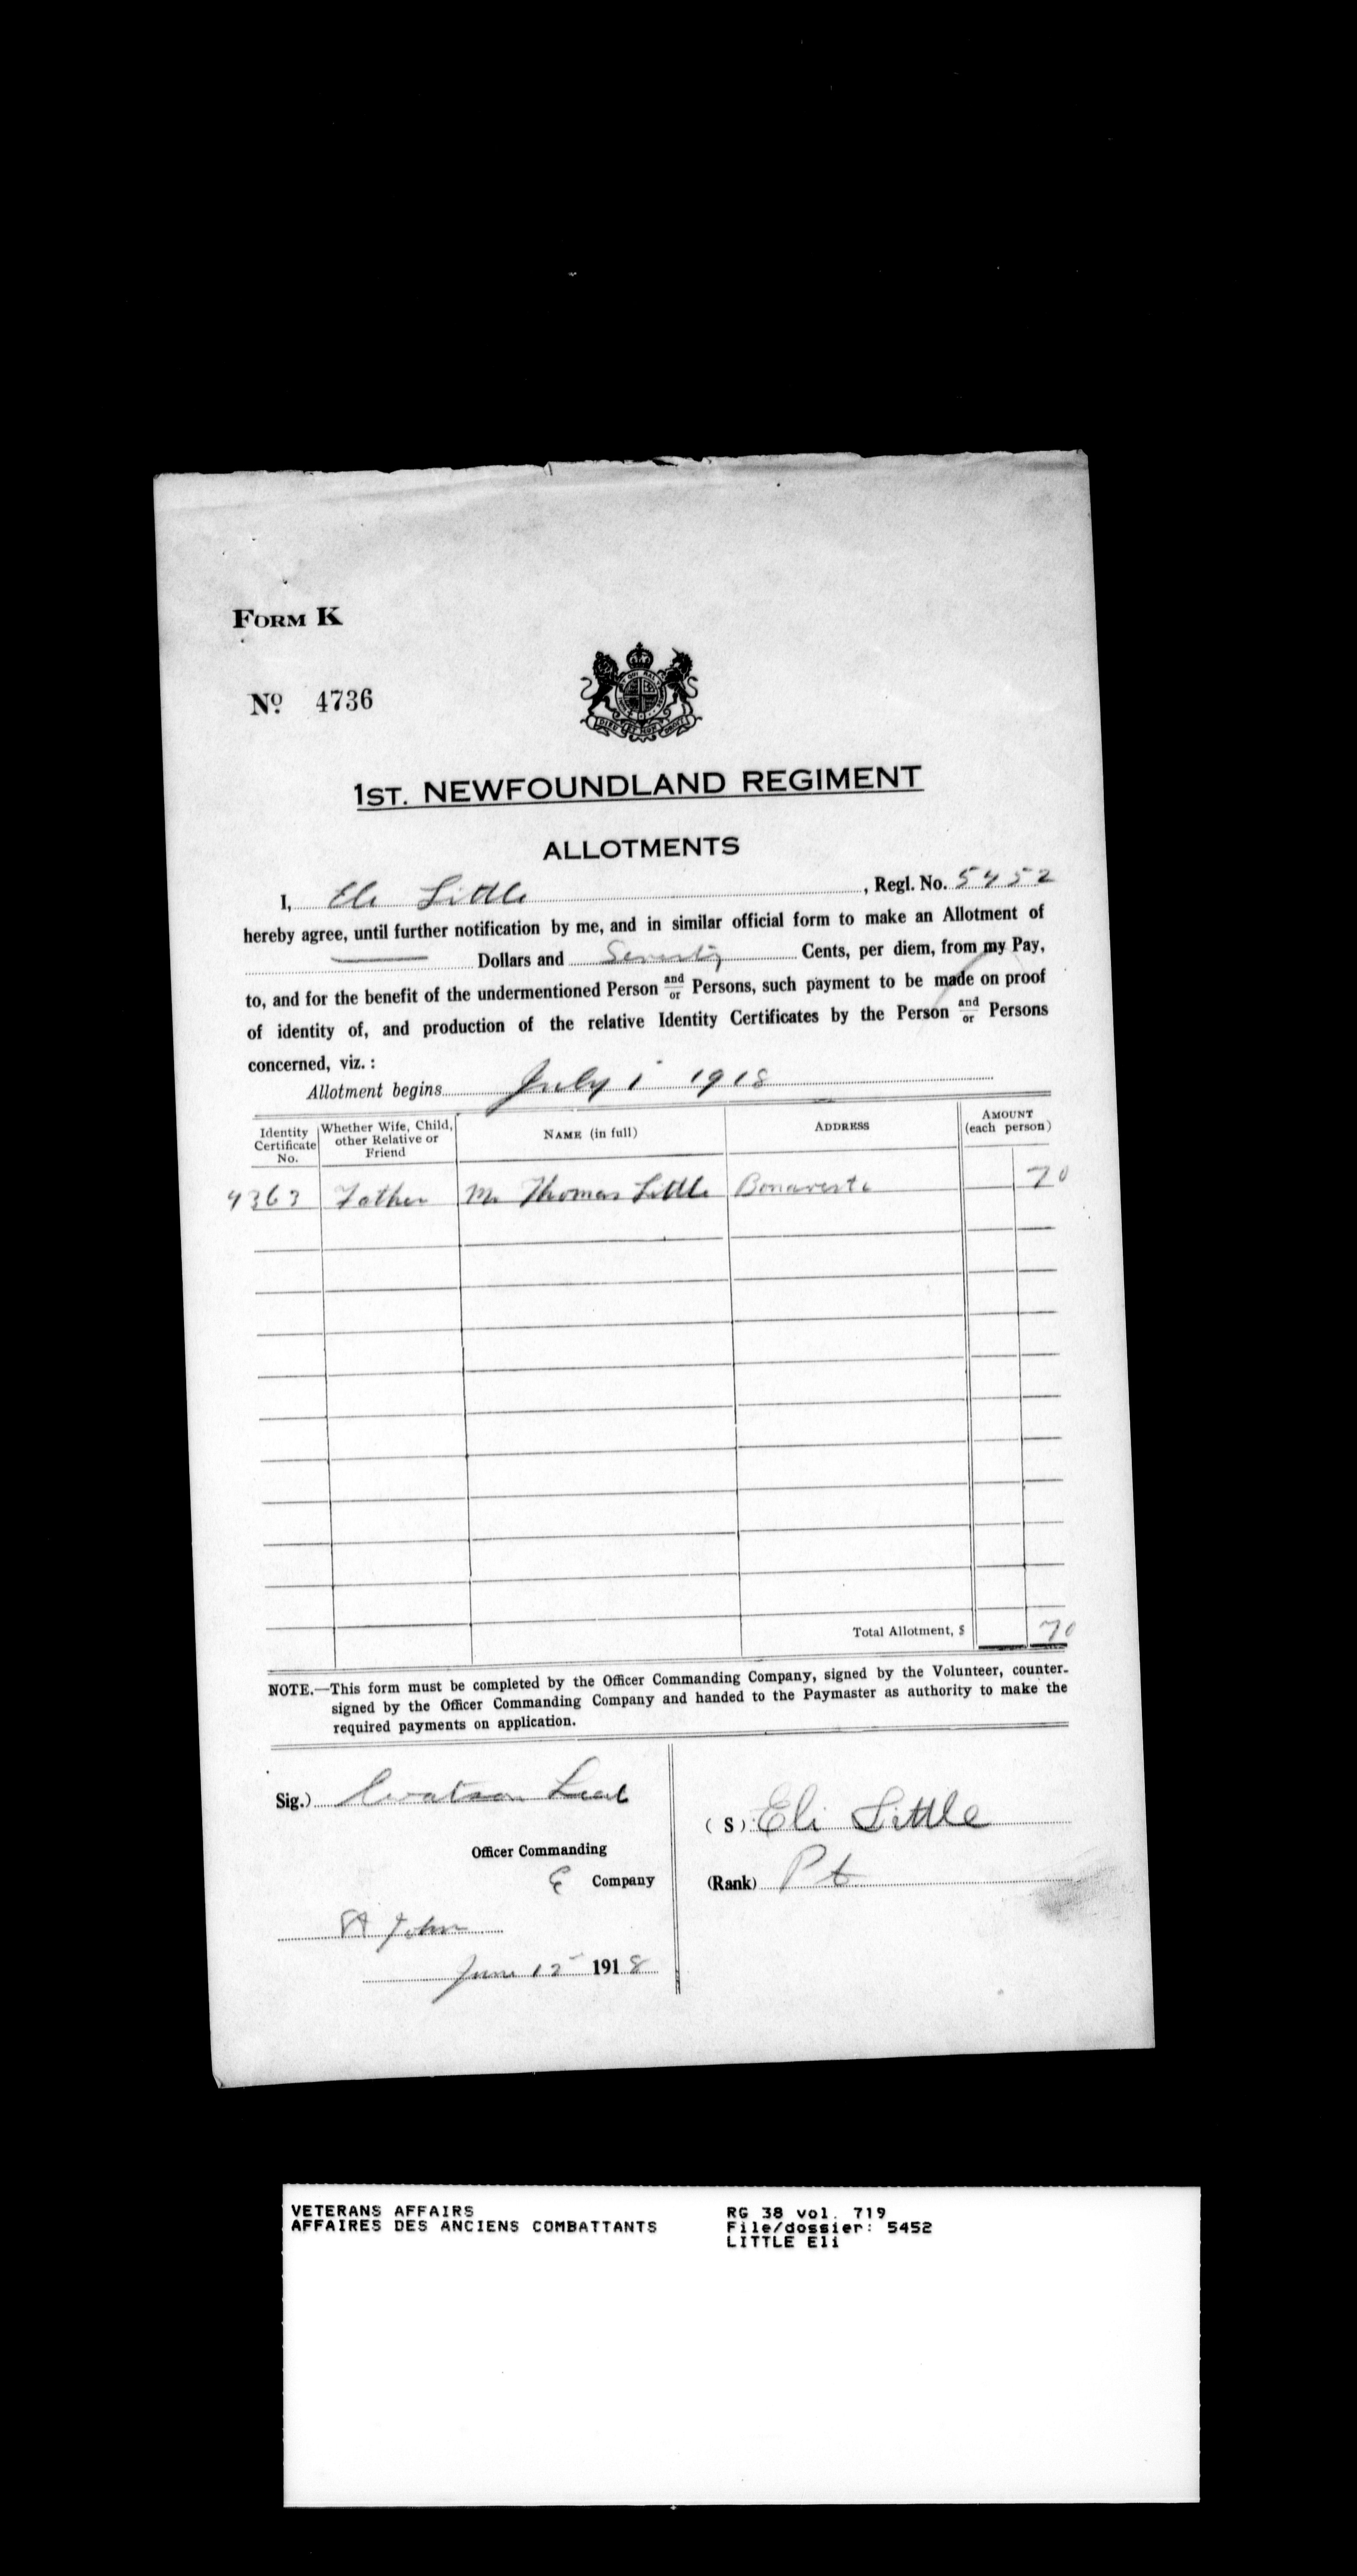 FORM K
No. 4736
1ST. NEWFOUNDLAND REGIMENT
ALLOTMENTS
I, Eli Little, Regl. No. 5452
hereby agree, until further notification by me, and in similar official form to make an Allotment of
Dollars and Seventy Cents, per diem, from my Pay,
to, and for the benefit of the undermentioned Person and/or Persons, such payment to be made on proof
of identity of, and production of the relative Identity Certificates by the Person and/or Persons
concerned, viz. :
Allotment begins July 1 1918
Identity Certificate No. Whether Wife, Child, other Relative or Friend NAME (in full) ADDRESS AMOUNT (each person)
4363 Father Mr Thomas Little 70
Total Allotment, $ 70
NOTE.—This form must be completed by the Officer Commanding Company, signed by the Volunteer, counter-
signed by the Officer Commanding Company and handed to the Paymaster as authority to make the
required payments on application.
Sig.)
(S) Eli Little
Officer Commanding
Company
(Rank) Pt
St John
June 15 1918
VETERANS AFFAIRS
AFFAIRES DES ANCIENS COMBATTANTS
RG 38 vol. 719
File/dossier: 5452
LITTLE Eli